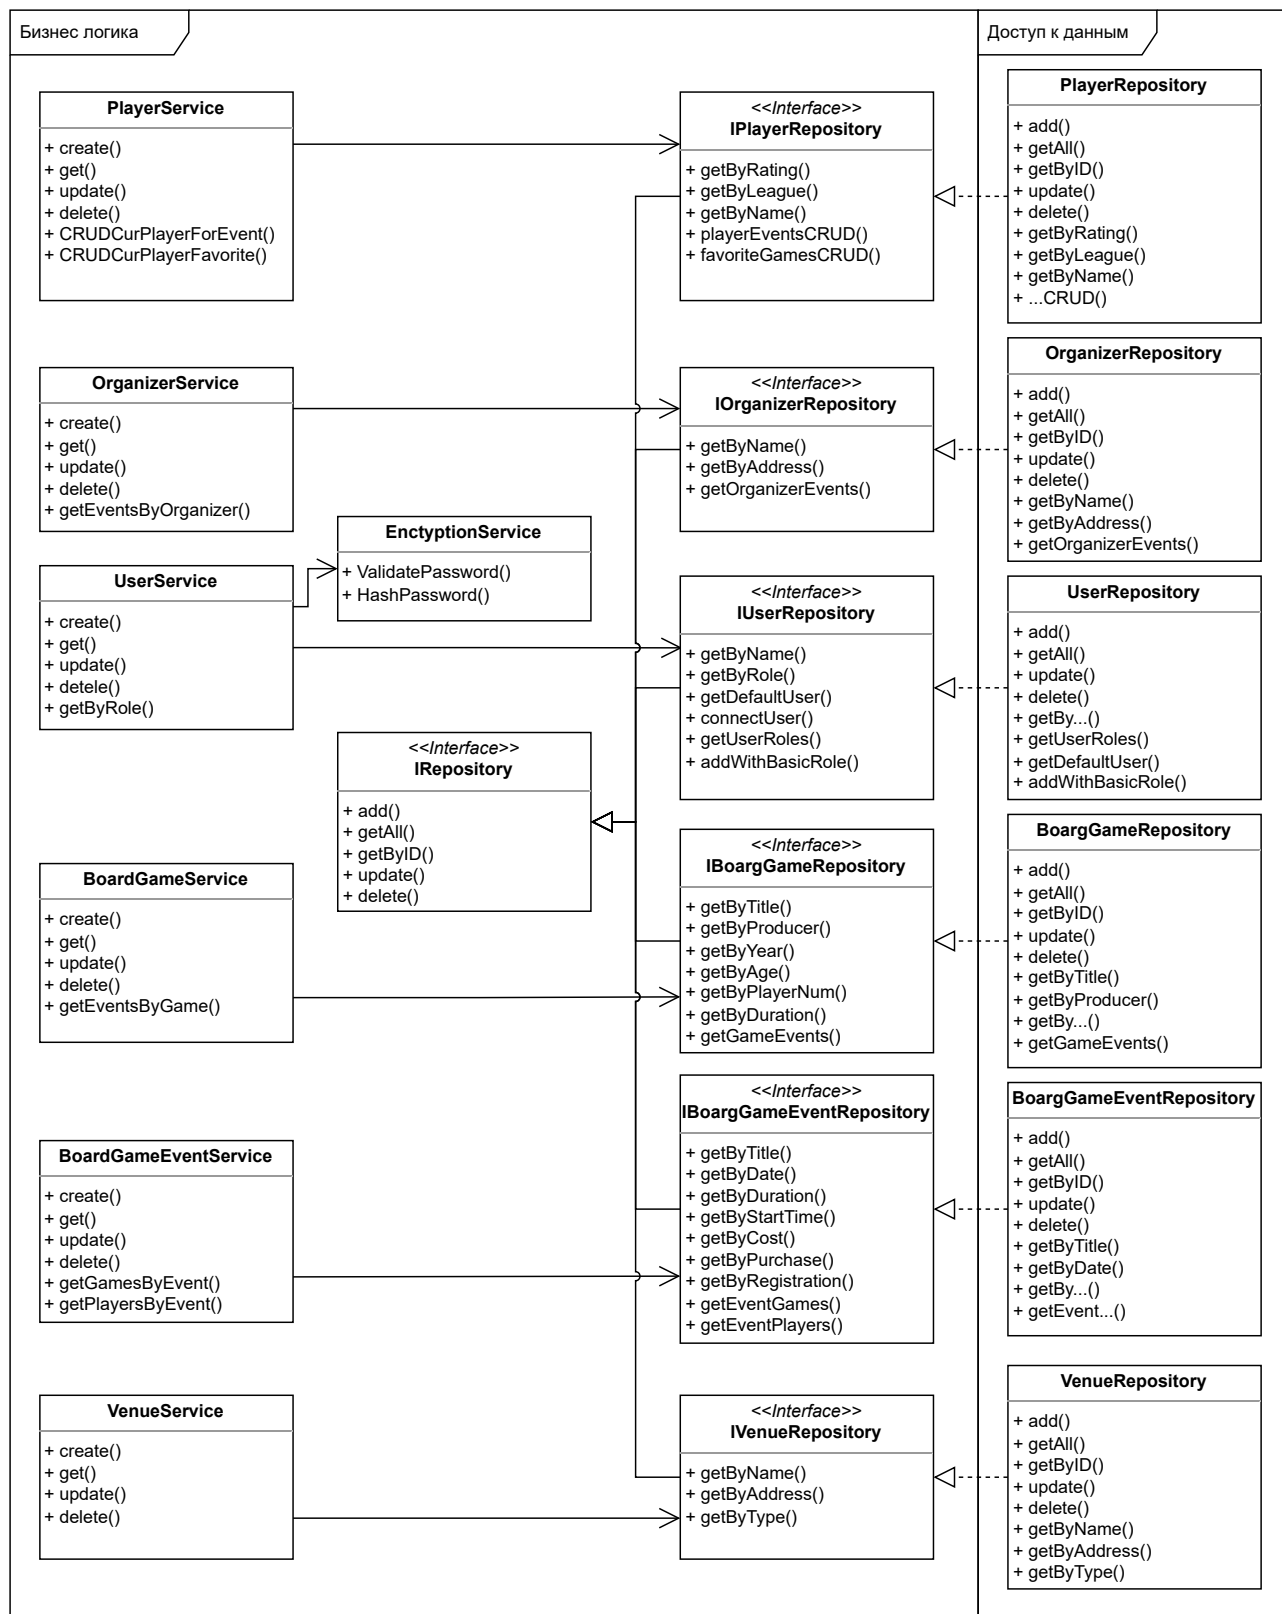 Бизнес логика
Доступ к данным
PlayerService
+ create()
+ get()
+ update()
+ delete()
+ CRUDCurPlayerForEvent()
+ CRUDCurPlayerFavorite()
<<Interface>>
IPlayerRepository
+ getByRating()
+ getByLeague()
+ getByName()
+ playerEventsCRUD()
+ favoriteGamesCRUD()
PlayerRepository
+ add()
+ getAll()
+ getByID()
+ update()
+ delete()
+ getByRating()
+ getByLeague()
+ getByName()
+ ...CRUD()
OrganizerService
+ create()
+ get()
+ update()
+ delete()
+ getEventsByOrganizer()
<<Interface>>
IOrganizerRepository
+ getByName()
+ getByAddress()
+ getOrganizerEvents()
OrganizerRepository
+ add()
+ getAll()
+ getByID()
+ update()
+ delete()
+ getByName()
+ getByAddress()
+ getOrganizerEvents()
EnctyptionService
+ ValidatePassword()
+ HashPassword()
UserService
+ create()
+ get()
+ update()
+ detele()
+ getByRole()
<<Interface>>
IUserRepository
+ getByName()
+ getByRole()
+ getDefaultUser()
+ connectUser()
+ getUserRoles()
+ addWithBasicRole()
UserRepository
+ add()
+ getAll()
+ update()
+ delete()
+ getBy...()
+ getUserRoles()
+ getDefaultUser()
+ addWithBasicRole()
<<Interface>>
IRepository
+ add()
+ getAll()
+ getByID()
+ update()
+ delete()
BoardGameService
+ create()
+ get()
+ update()
+ delete()
+ getEventsByGame()
<<Interface>>
IBoargGameRepository
+ getByTitle()
+ getByProducer()
+ getByYear()
+ getByAge()
+ getByPlayerNum()
+ getByDuration()
+ getGameEvents()
BoargGameRepository
+ add()
+ getAll()
+ getByID()
+ update()
+ delete()
+ getByTitle()
+ getByProducer()
+ getBy...()
+ getGameEvents()
BoardGameEventService
+ create()
+ get()
+ update()
+ delete()
+ getGamesByEvent()
+ getPlayersByEvent()
<<Interface>>
IBoargGameEventRepository
+ getByTitle()
+ getByDate()
+ getByDuration()
+ getByStartTime()
+ getByCost()
+ getByPurchase()
+ getByRegistration()
+ getEventGames()
+ getEventPlayers()
BoargGameEventRepository
+ add()
+ getAll()
+ getByID()
+ update()
+ delete()
+ getByTitle()
+ getByDate()
+ getBy...()
+ getEvent...()
VenueService
+ create()
+ get()
+ update()
+ delete()
<<Interface>>
IVenueRepository
+ getByName()
+ getByAddress()
+ getByType()
VenueRepository
+ add()
+ getAll()
+ getByID()
+ update()
+ delete()
+ getByName()
+ getByAddress()
+ getByType()